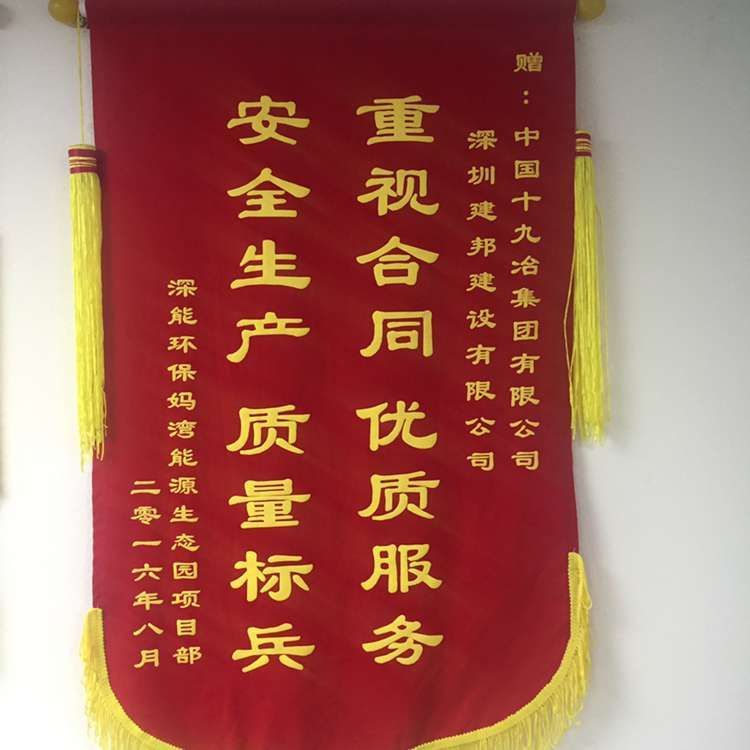 赠：中国十九冶集团有限公司
深圳建邦建设有限公司
重视合同 优质服务
安全生产 质量标兵
深能环保妈湾能源生态园项目部
二零一六年八月